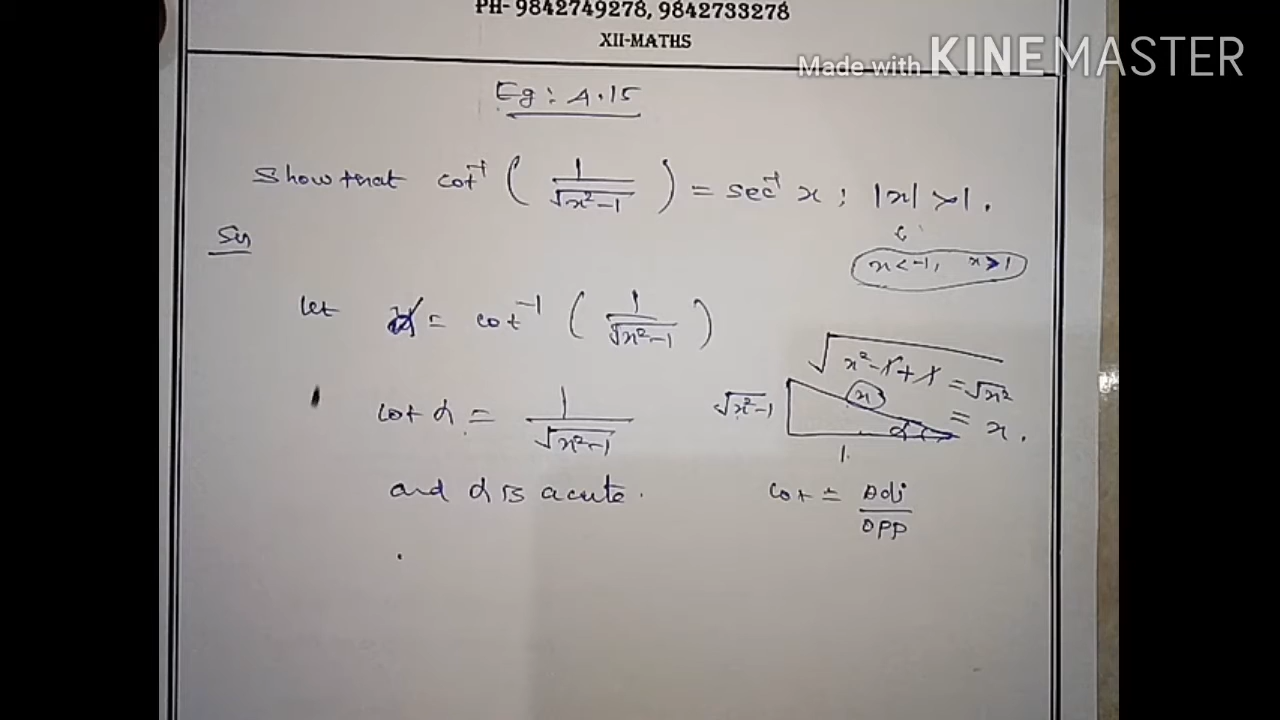 PH- 9842749278, 9842733278
XII-MATHS
Made with KINEMASTER
Eg: 4.15
Show that cot⁻¹ ( 1 / √x²-1 ) = sec⁻¹ x ; |x| > 1.
x < -1, x > 1
let α = cot⁻¹ ( 1 / √x²-1 )
√x²-1+1 = √x²
= x.
√x²-1
x
α
1
cot α = 1 / √x²-1
and α is acute.
cot = Adj / opp